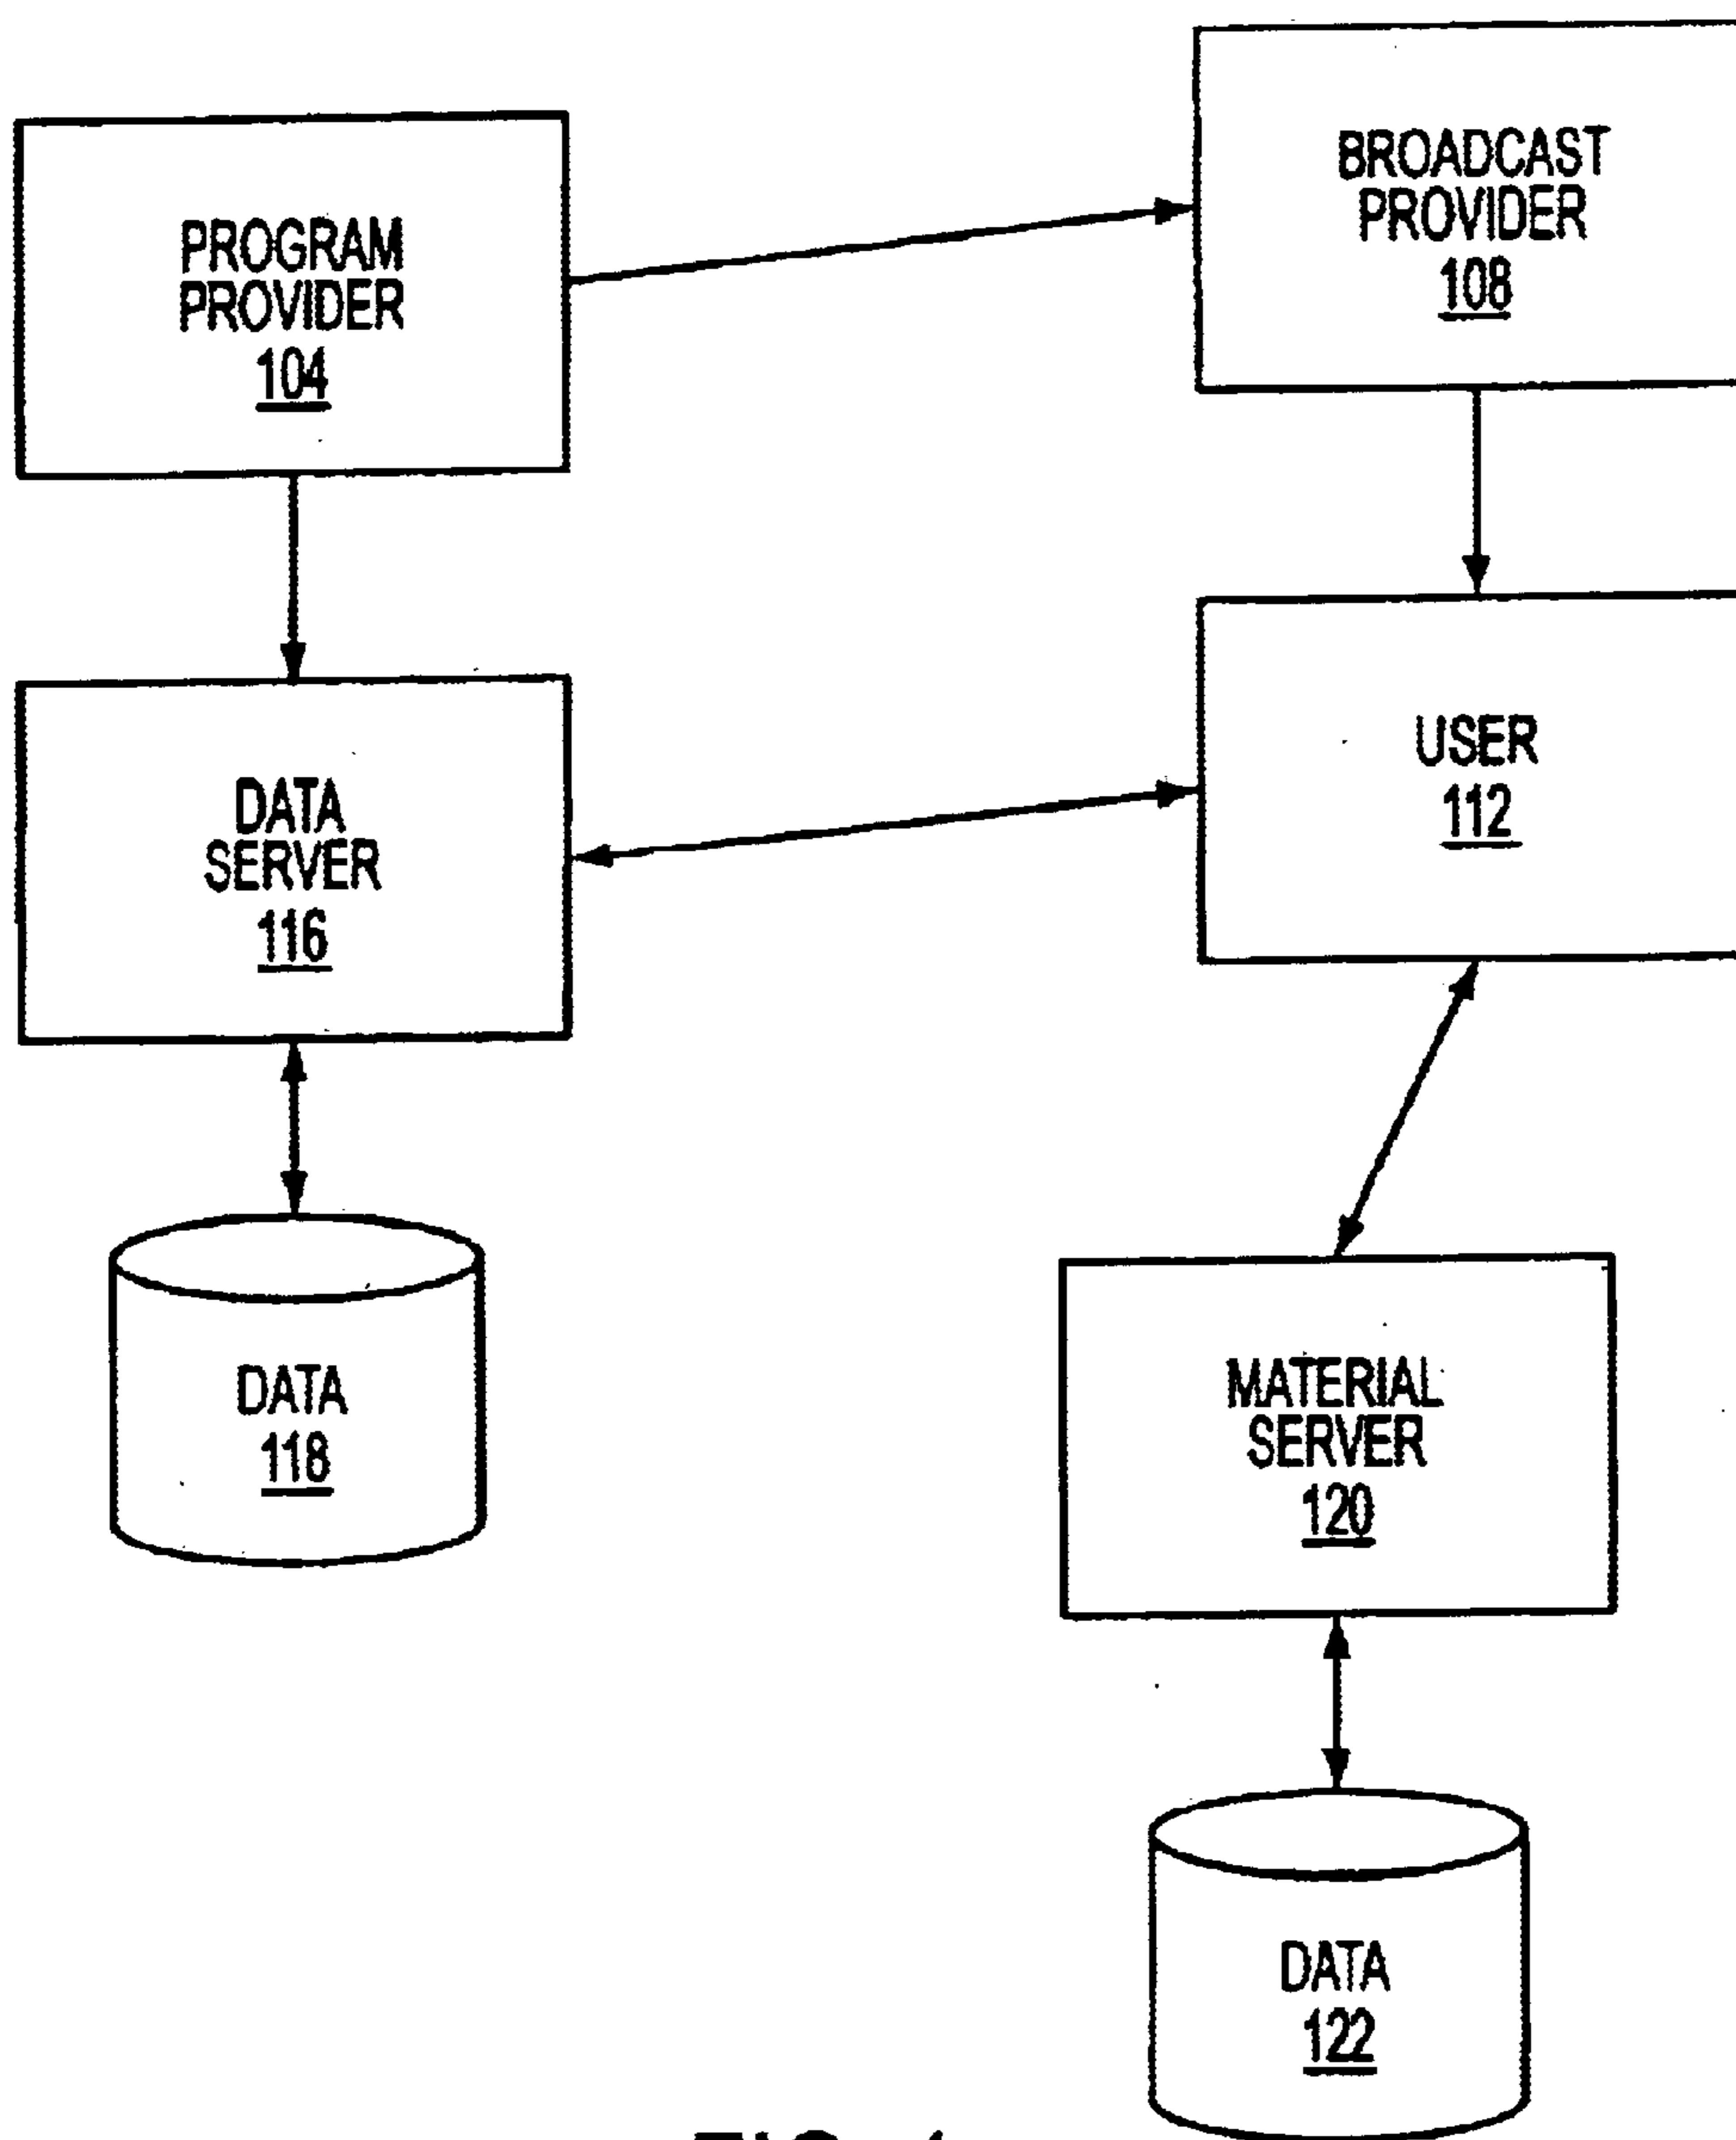 PROGRAM
PROVIDER
104
BROADCAST
PROVIDER
108
DATA
SERVER
116
USER
112
DATA
118
MATERIAL
SERVER
120
DATA
122